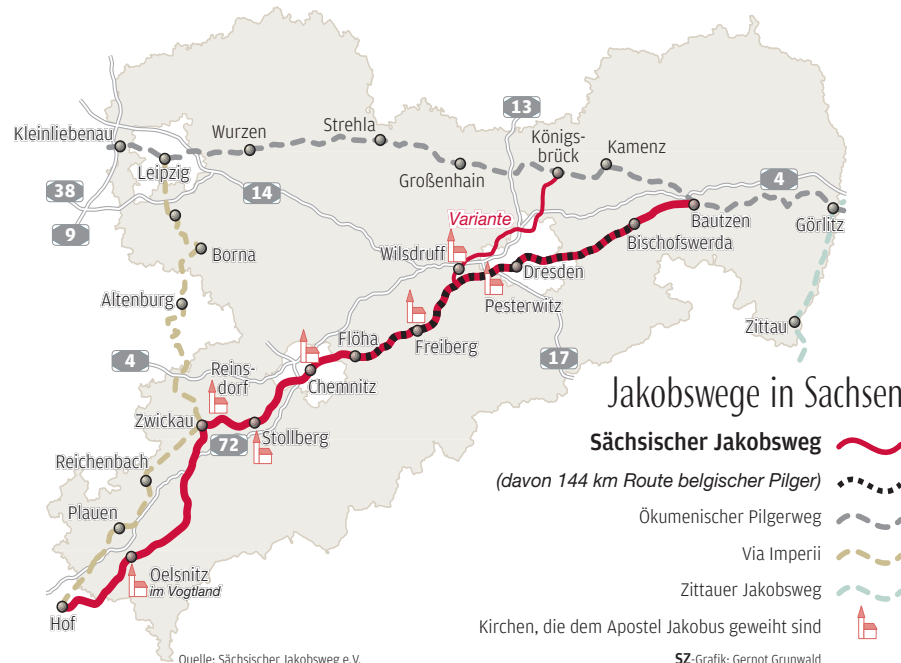 13
Kleinliebenau
Wurzen
Strehla
Königs-
brück
Kamenz
Leipzig
Großenhain
4
38
14
9
Variante
Bautzen
Görlitz
Bischofswerda
Borna
Wilsdruff
Dresden
Altenburg
Pesterwitz
Zittau
Flöha
Freiberg
4
17
Reins-
dorf
Chemnitz
Zwickau
72
Stollberg
Reichenbach
Plauen
Oelsnitz
im Vogtland
Hof
Jakobswege in Sachsen
Sächsischer Jakobsweg
(davon 144 km Route belgischer Pilger)
Ökumenischer Pilgerweg
Via Imperii
Zittauer Jakobsweg
Kirchen, die dem Apostel Jakobus geweiht sind
Quelle: Sächsischer Jakobsweg e.V.
SZ-Grafik: Gernot Grunwald